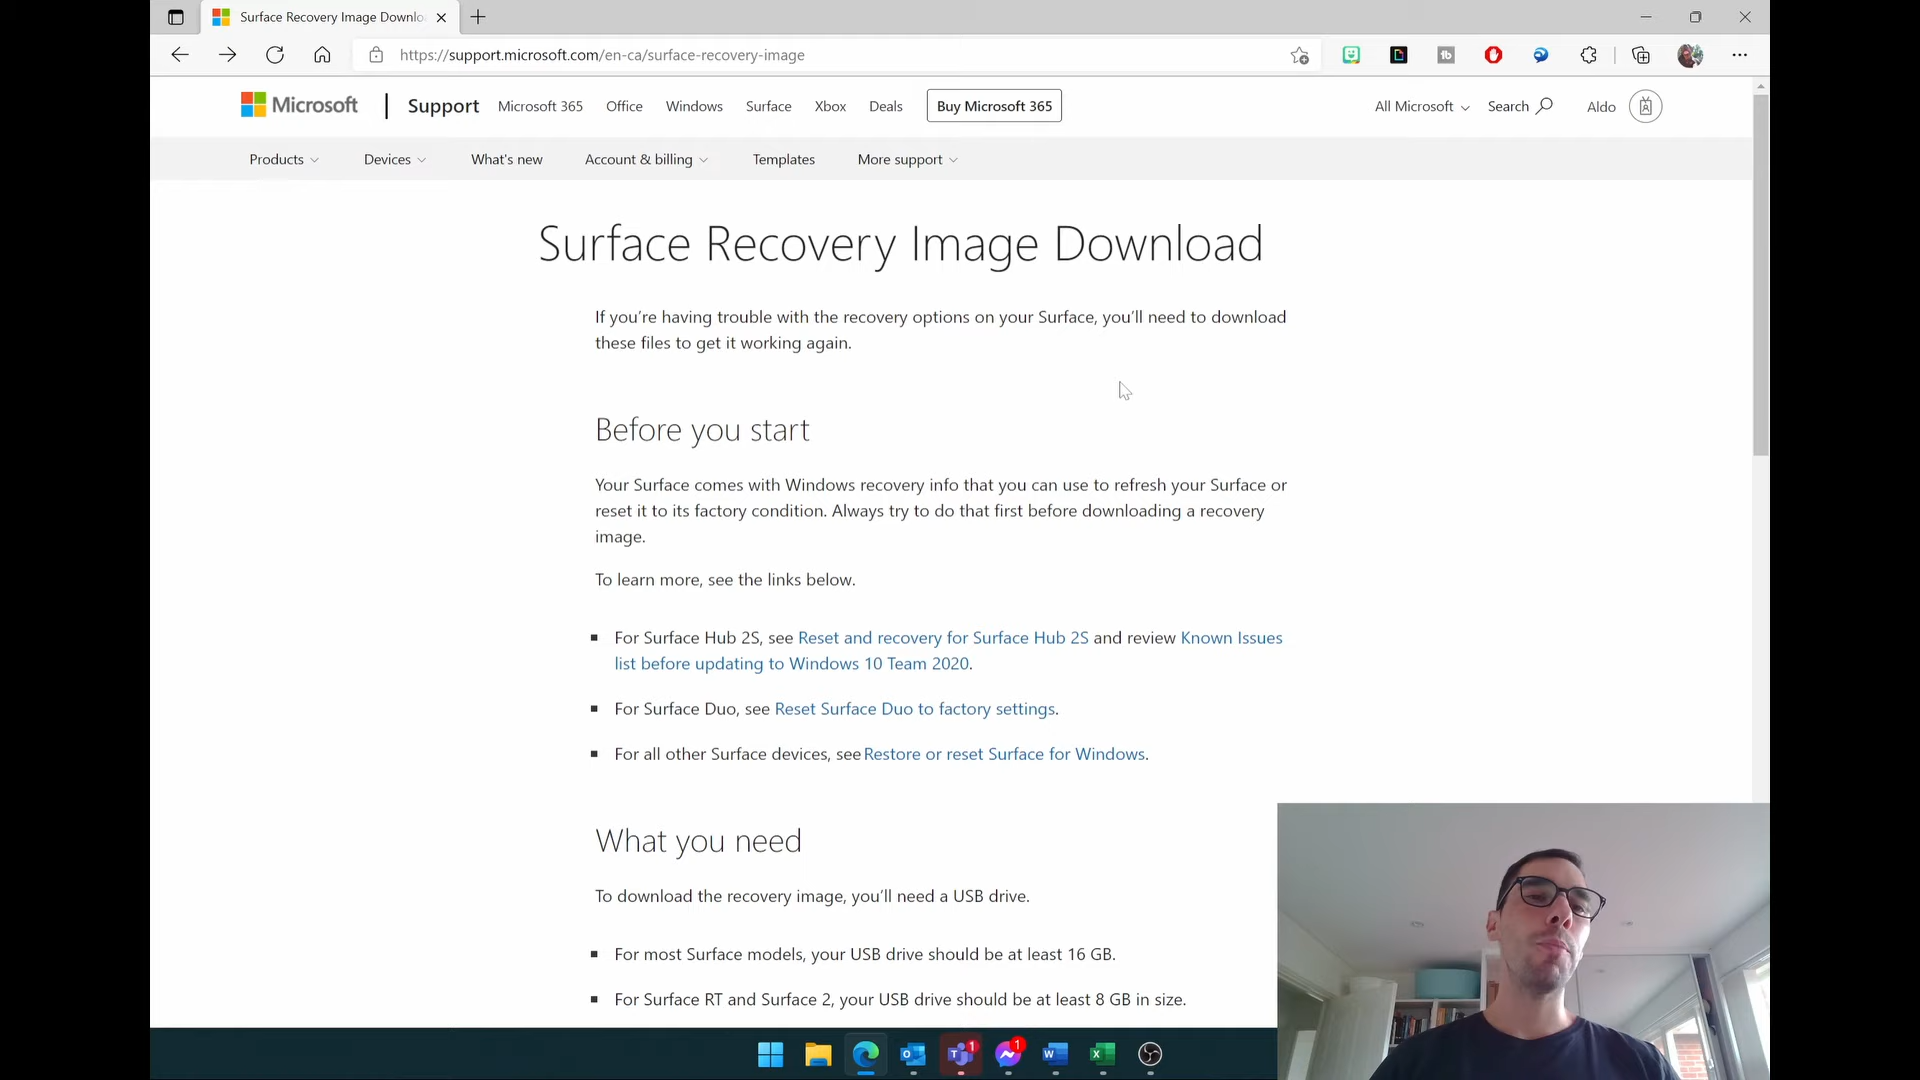 Surface Recovery Image Downlo
https://support.microsoft.com/en-ca/surface-recovery-image
Microsoft Support Microsoft 365 Office Windows Surface Xbox Deals Buy Microsoft 365 All Microsoft Search Aldo
Products Devices What's new Account & billing Templates More support
Surface Recovery Image Download
If you're having trouble with the recovery options on your Surface, you'll need to download
these files to get it working again.
Before you start
Your Surface comes with Windows recovery info that you can use to refresh your Surface or
reset it to its factory condition. Always try to do that first before downloading a recovery
image.
To learn more, see the links below.
For Surface Hub 2S, see Reset and recovery for Surface Hub 2S and review Known Issues
list before updating to Windows 10 Team 2020.
For Surface Duo, see Reset Surface Duo to factory settings.
For all other Surface devices, see Restore or reset Surface for Windows.
What you need
To download the recovery image, you'll need a USB drive.
For most Surface models, your USB drive should be at least 16 GB.
For Surface RT and Surface 2, your USB drive should be at least 8 GB in size.
1 1